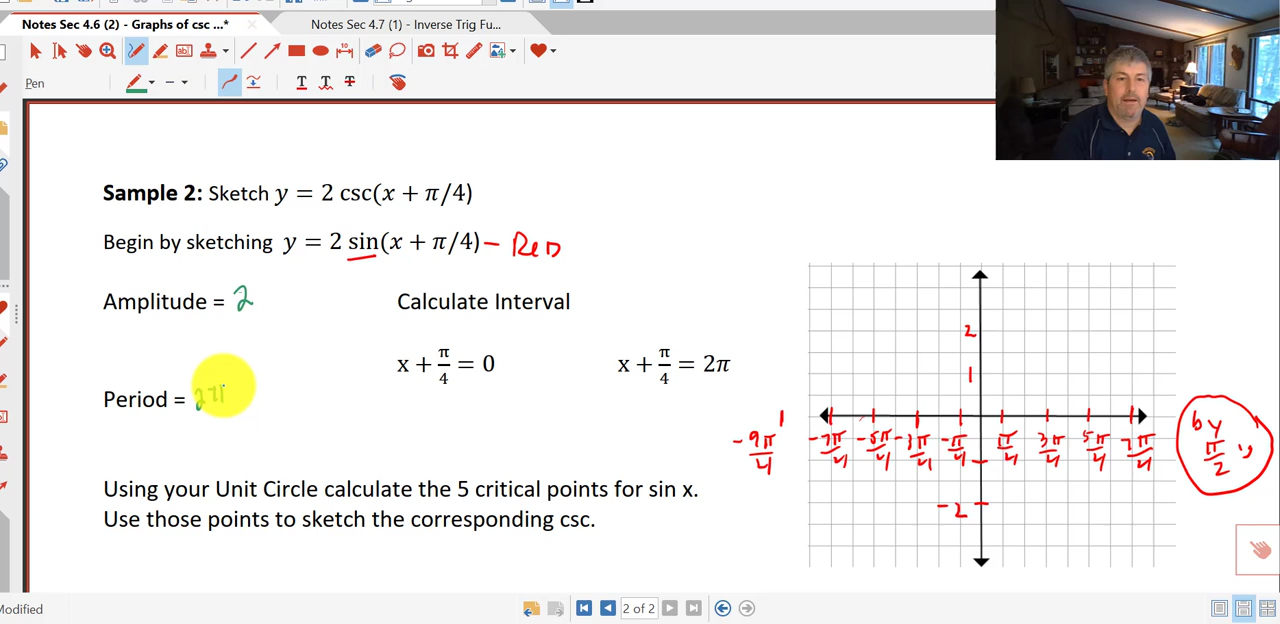 Notes Sec 4.6 (2) - Graphs of csc ...*
Notes Sec 4.7 (1) - Inverse Trig Fu...
Pen
Sample 2: Sketch y = 2 csc(x + π/4)
Begin by sketching y = 2 sin(x + π/4) - RED
Amplitude = 2
Calculate Interval
x + π/4 = 0
x + π/4 = 2π
Period = 2π
Using your Unit Circle calculate the 5 critical points for sin x.
Use those points to sketch the corresponding csc.
2
1
-9π/4 -7π/4 -5π/4 -3π/4 -π/4 π/4 3π/4 5π/4 7π/4
-2
by
π/2's
Modified
2 of 2